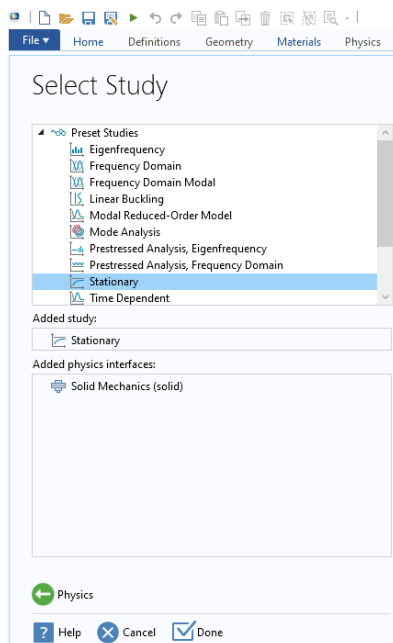 File Home Definitions Geometry Materials Physics
Select Study
Preset Studies
Eigenfrequency
Frequency Domain
Frequency Domain Modal
Linear Buckling
Modal Reduced-Order Model
Mode Analysis
Prestressed Analysis, Eigenfrequency
Prestressed Analysis, Frequency Domain
Stationary
Time Dependent
Added study:
Stationary
Added physics interfaces:
Solid Mechanics (solid)
Physics
? Help Cancel Done